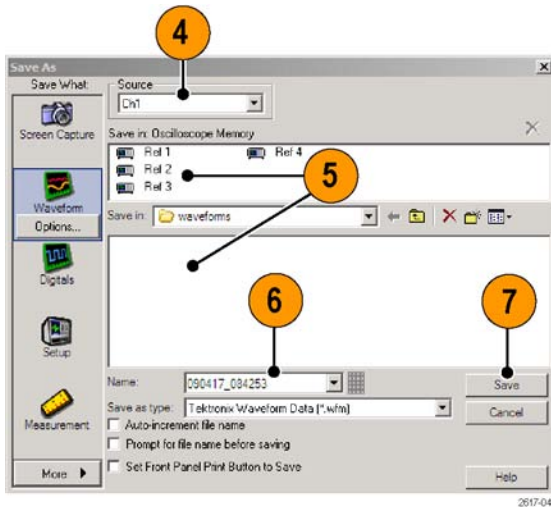 4
Save As
Save What:
Source
Ch1
Screen Capture
Save in: Oscilloscope Memory
Ref 1
Ref 4
Ref 2
Ref 3
5
Waveform
Options...
Save in:
waveforms
Digitals
6
7
Setup
Name:
090417_084253
Save
Save as type:
Tektronix Waveform Data (*.wfm)
Cancel
Measurement
Auto-increment file name
Prompt for file name before saving
Set Front Panel Print Button to Save
More
Help
2617-04